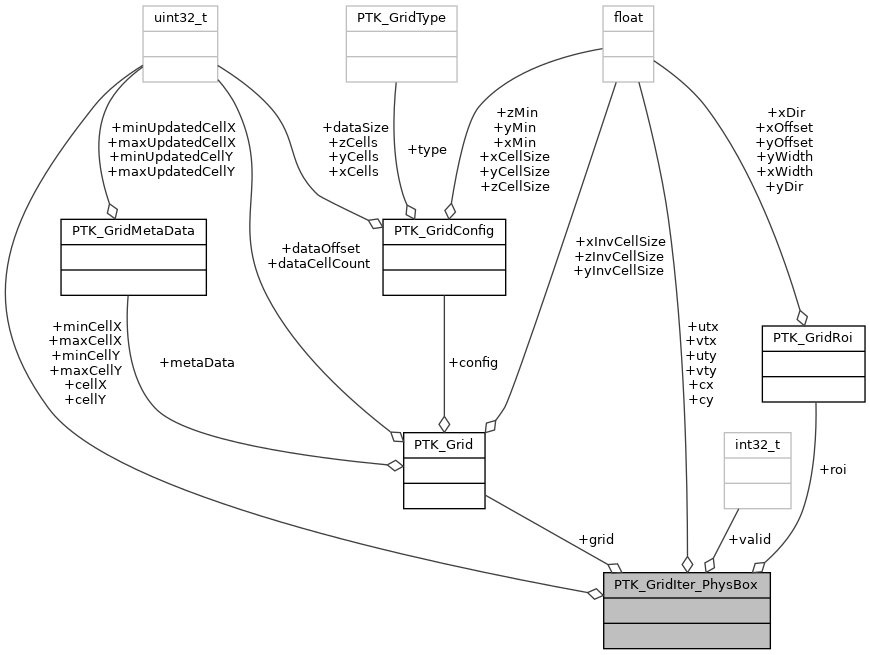 uint32_t
PTK_GridType
float
+minUpdatedCellX
+maxUpdatedCellX
+minUpdatedCellY
+maxUpdatedCellY
+dataSize
+zCells
+yCells
+xCells
+type
+zMin
+yMin
+xMin
+xCellSize
+yCellSize
+zCellSize
+xDir
+xOffset
+yOffset
+yWidth
+xWidth
+yDir
PTK_GridMetaData
PTK_GridConfig
+dataOffset
+dataCellCount
+xInvCellSize
+zInvCellSize
+yInvCellSize
+minCellX
+maxCellX
+minCellY
+maxCellY
+cellX
+cellY
+metaData
+config
+utx
+vtx
+uty
+vty
+cx
+cy
PTK_GridRoi
PTK_Grid
int32_t
+roi
+grid
+valid
PTK_GridIter_PhysBox